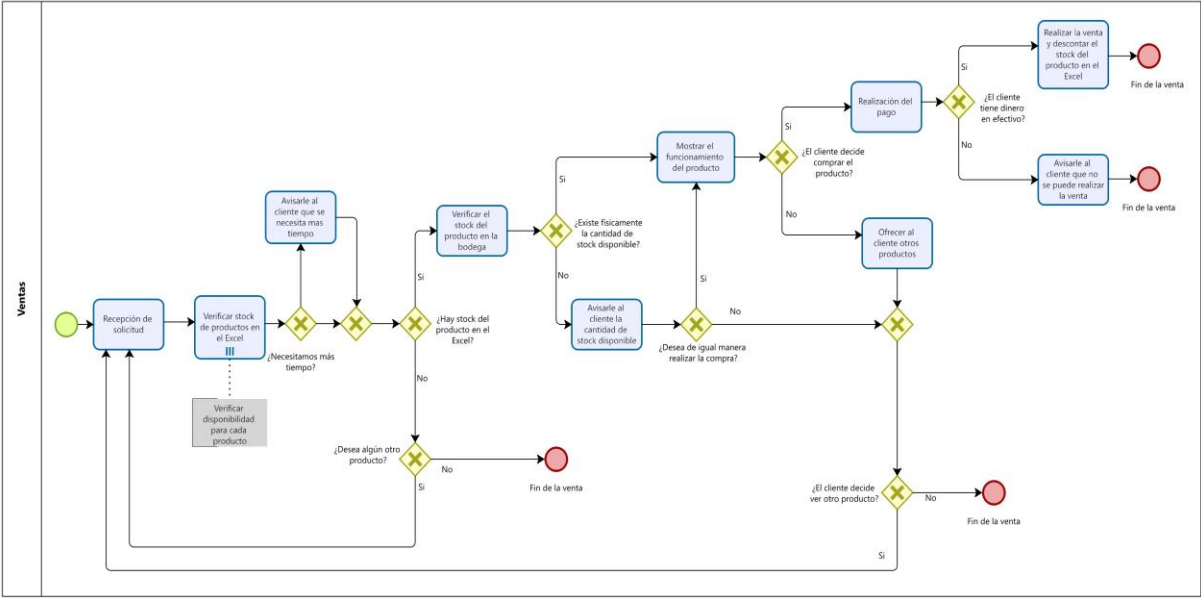 Ventas
Recepción de
solicitud
Verificar stock
de productos en
el Excel
Verificar
disponibilidad
para cada
producto
Avisarle al
cliente que se
necesita mas
tiempo
¿Necesitamos más
tiempo?
¿Hay stock del
producto en el
Excel?
Si
No
¿Desea algún otro
producto?
No
Si
Fin de la venta
Verificar el
stock del
producto en la
bodega
¿Existe físicamente
la cantidad de
stock disponible?
Si
No
Avisarle al
cliente la
cantidad de
stock disponible
¿Desea de igual manera
realizar la compra?
Si
No
Mostrar el
funcionamiento
del producto
¿El cliente decide
comprar el
producto?
Si
No
Realización del
pago
¿El cliente
tiene dinero
en efectivo?
Si
No
Realizar la venta
y descontar el
stock del
producto en el
Excel
Fin de la venta
Avisarle al
cliente que no
se puede realizar
la venta
Fin de la venta
Ofrecer al
cliente otros
productos
¿El cliente decide
ver otro producto?
No
Si
Fin de la venta